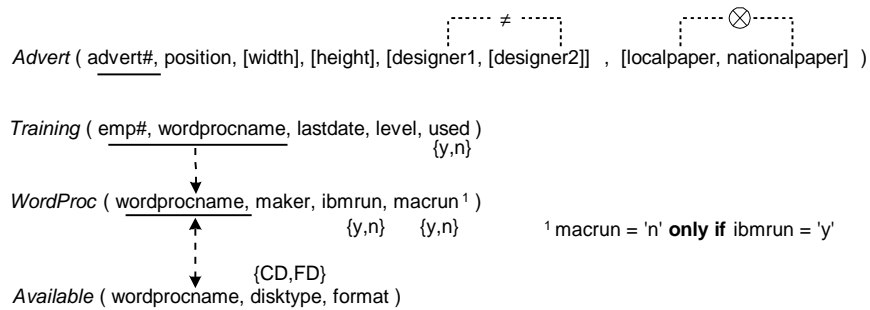 ≠ ⊗
Advert ( advert#, position, [width], [height], [designer1, [designer2]] , [localpaper, nationalpaper] )
Training ( emp#, wordprocname, lastdate, level, used )
{y,n}
WordProc ( wordprocname, maker, ibmrun, macrun ¹ )
{y,n} {y,n} ¹ macrun = 'n' only if ibmrun = 'y'
{CD,FD}
Available ( wordprocname, disktype, format )